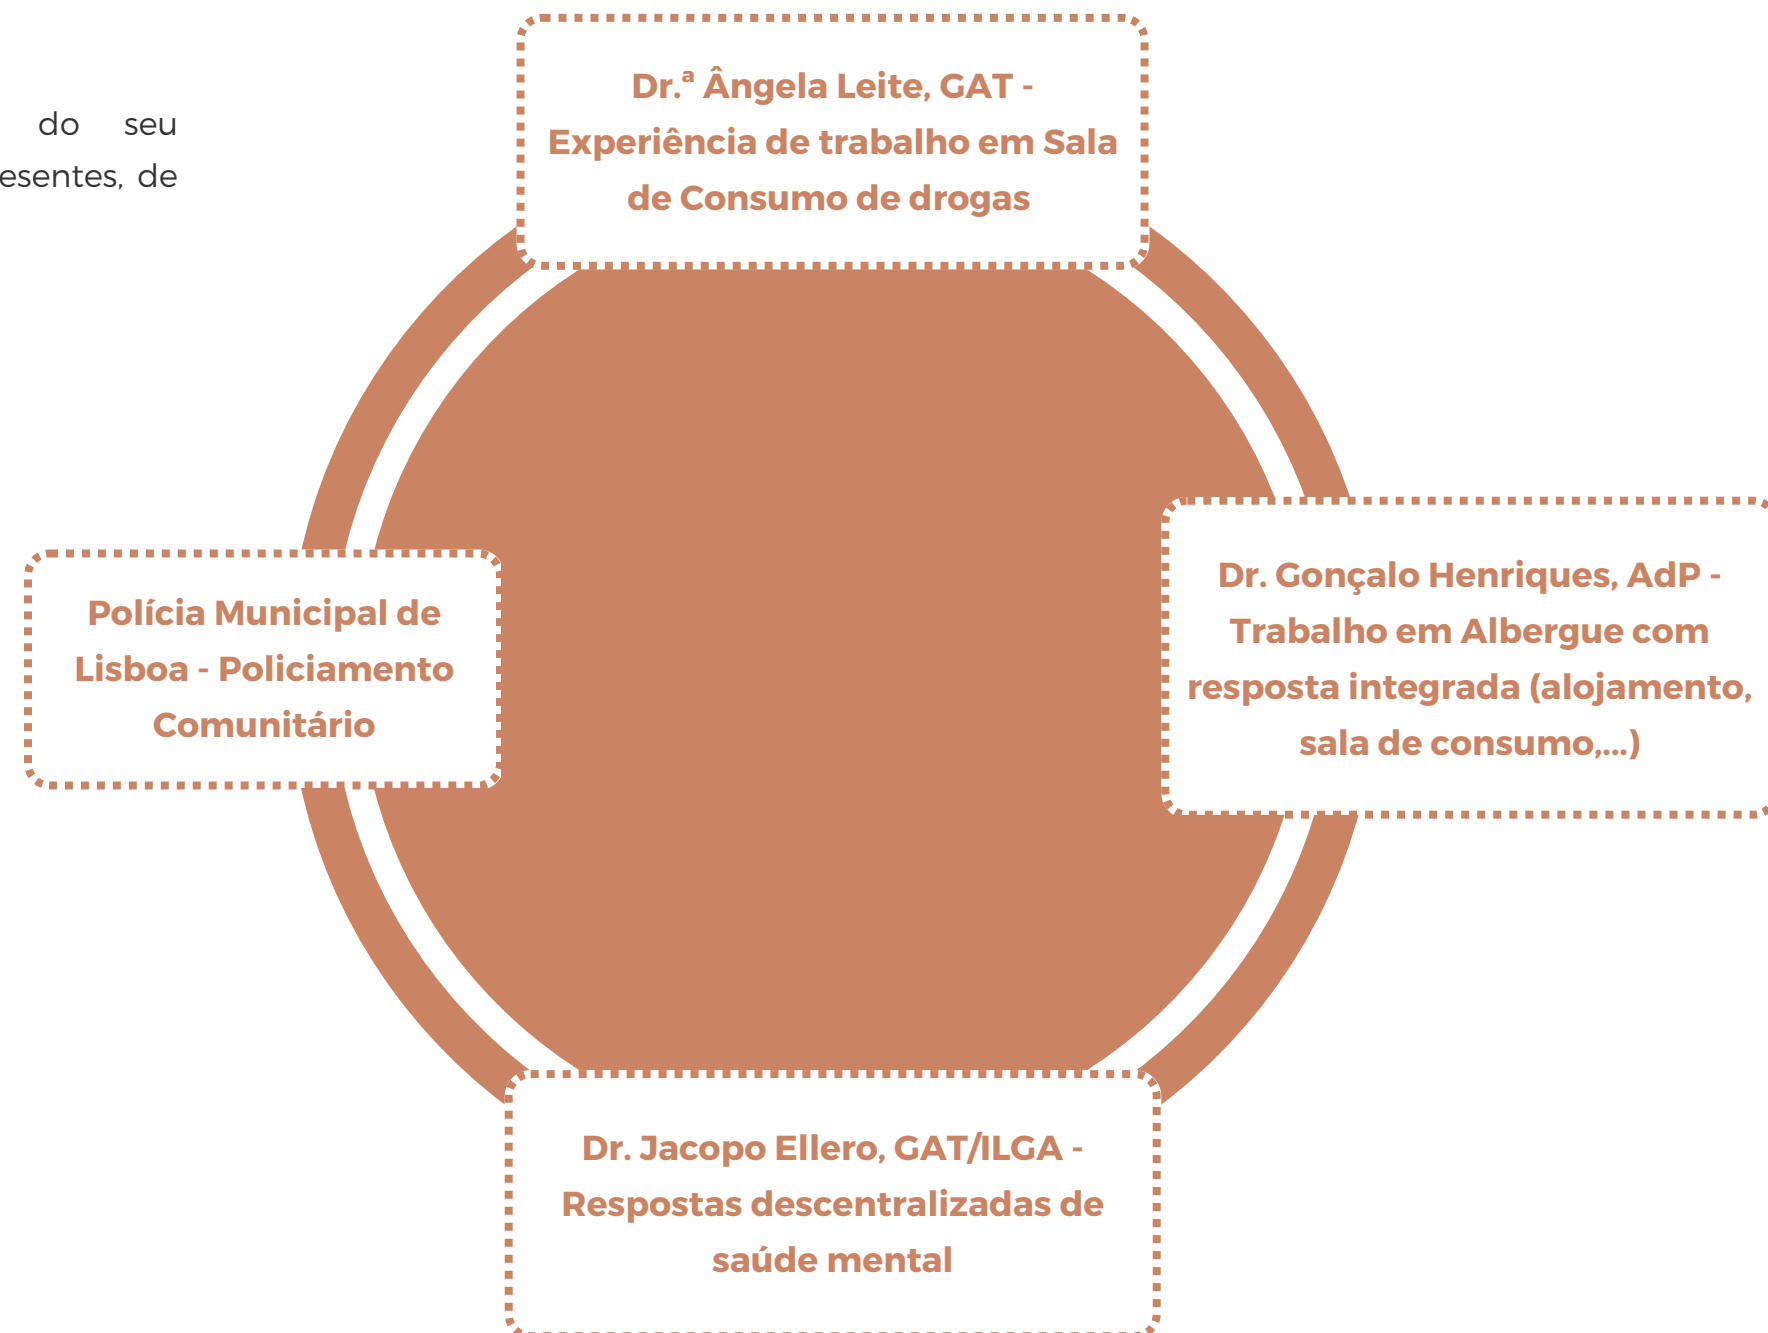 do seu
esentes, de
Dr.ª Ângela Leite, GAT -
Experiência de trabalho em Sala
de Consumo de drogas
Polícia Municipal de
Lisboa - Policiamento
Comunitário
Dr. Gonçalo Henriques, AdP -
Trabalho em Albergue com
resposta integrada (alojamento,
sala de consumo,...)
Dr. Jacopo Ellero, GAT/ILGA -
Respostas descentralizadas de
saúde mental